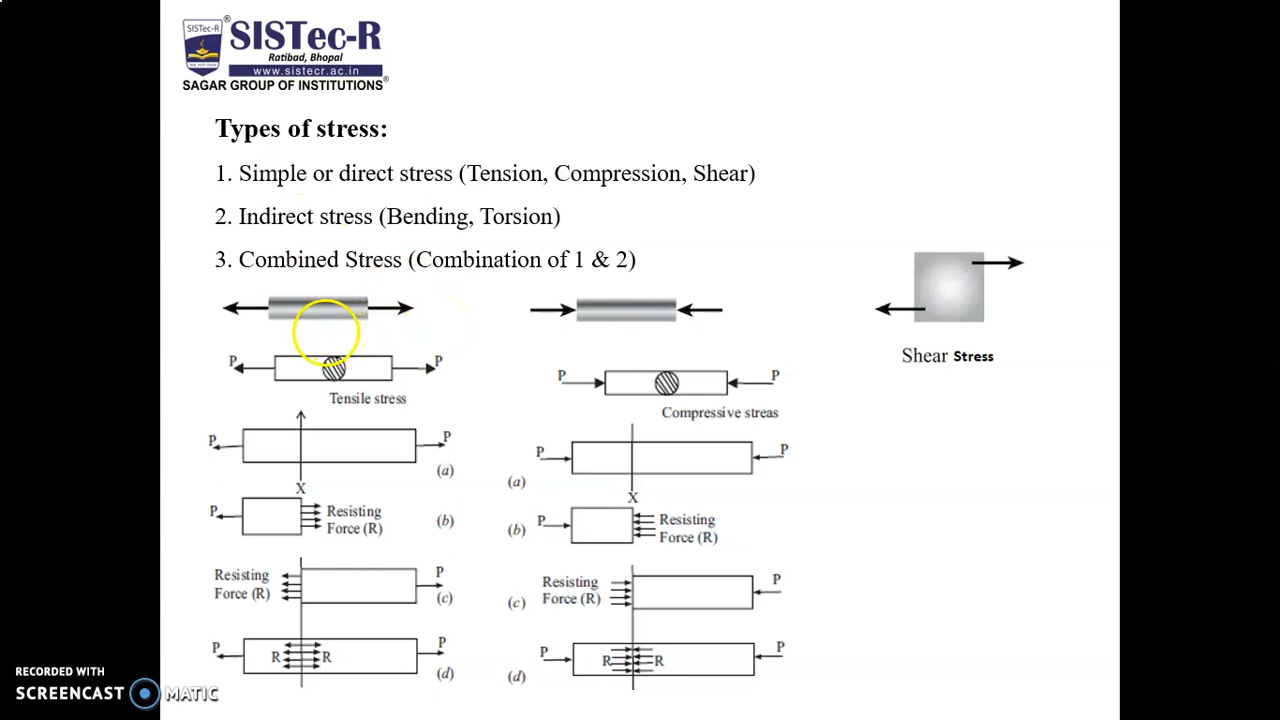 SISTec-R
SISTec-R
Ratibad, Bhopal
www.sistecr.ac.in
SAGAR GROUP OF INSTITUTIONS®
Types of stress:
1. Simple or direct stress (Tension, Compression, Shear)
2. Indirect stress (Bending, Torsion)
3. Combined Stress (Combination of 1 & 2)
P P
Tensile stress
P P
(a)
X
P Resisting
Force (R)
(b)
Resisting
Force (R)
P
(c)
P R R P
(d)
P P
Compressive streas
P P
(a)
X
P Resisting
Force (R)
(b)
Resisting
Force (R)
P
(c)
P R R P
(d)
Shear Stress
RECORDED WITH
SCREENCAST MATIC